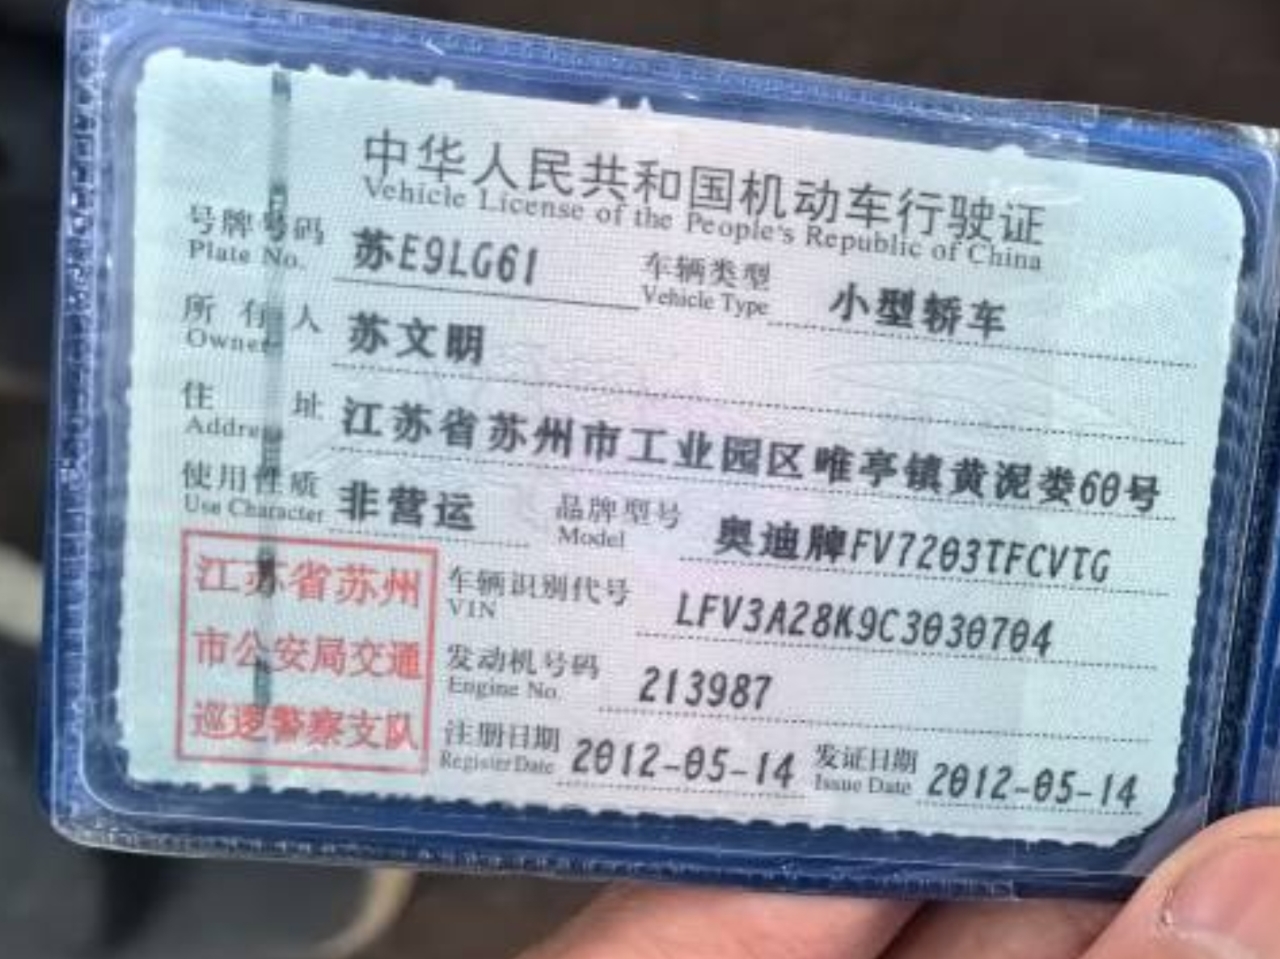 中华人民共和国机动车行驶证
Vehicle License of the People's Republic of China
号牌号码 苏E9LG61 车辆类型 小型轿车
Plate No. Vehicle Type
所有人 苏文明
Owner
住址 江苏省苏州市工业园区唯亭镇黄泥娄60号
Address
使用性质 非营运 品牌型号 奥迪牌FV7203TFCVTG
Use Character Model
江苏省苏州
市公安局交通
巡逻警察支队
车辆识别代号 LFV3A28K9C3030704
VIN
发动机号码 213987
Engine No.
注册日期 2012-05-14 发证日期 2012-05-14
Register Date Issue Date